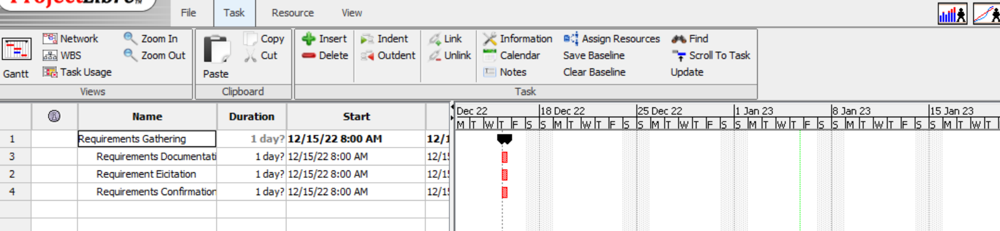 ProjectLibre™
File Task Resource View
Network Zoom In Copy Insert Indent Link Information Assign Resources Find
WBS Zoom Out Cut Delete Outdent Unlink Calendar Save Baseline Scroll To Task
Gantt Task Usage Paste Notes Clear Baseline Update
Views Clipboard Task
Name Duration Start Dec 22 18 Dec 22 25 Dec 22 1 Jan 23 8 Jan 23 15 Jan 23
M T W T F S S M T W T F S S M T W T F S S M T W T F S S M T W T F S S M T W T
1 Requirements Gathering 1 day? 12/15/22 8:00 AM 12/1
3 Requirements Documentati 1 day? 12/15/22 8:00 AM 12/1
2 Requirement Eicitation 1 day? 12/15/22 8:00 AM 12/1
4 Requirements Confirmation 1 day? 12/15/22 8:00 AM 12/1